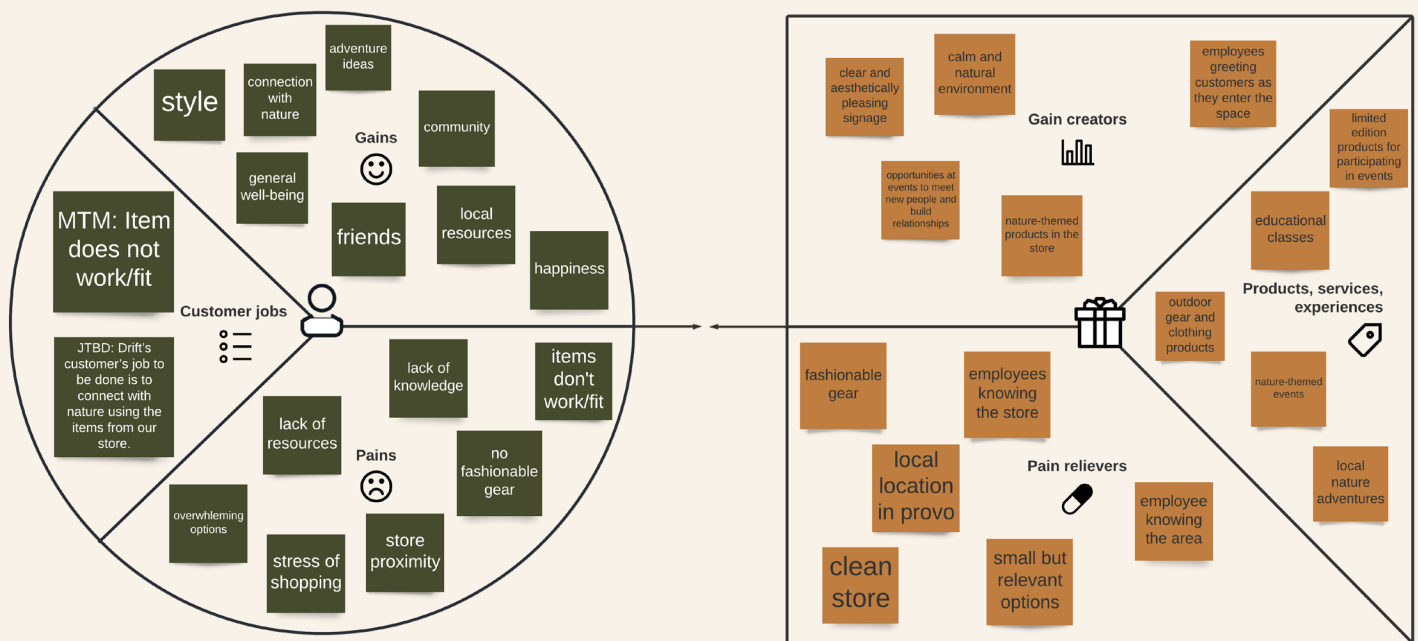 adventure
ideas
style
connection
with
nature
community
Gains
general
well-being
friends
local
resources
happiness
MTM: Item
does not
work/fit
Customer jobs
JTBD: Drift's
customer's job to
be done is to
connect with
nature using the
items from our
store.
lack of
knowledge
items
don't
work/fit
lack of
resources
Pains
no
fashionable
gear
overwhleming
options
stress of
shopping
store
proximity
clear and
aesthetically
pleasing
signage
calm and
natural
environment
Gain creators
employees
greeting
customers as
they enter the
space
opportunities at
events to meet
new people and
build
relationships
nature-themed
products in the
store
limited
edition
products for
participating
in events
educational
classes
Products, services,
experiences
outdoor
gear and
clothing
products
nature-themed
events
local
nature
adventures
fashionable
gear
employees
knowing
the store
local
location
in provo
Pain relievers
employee
knowing
the area
clean
store
small but
relevant
options